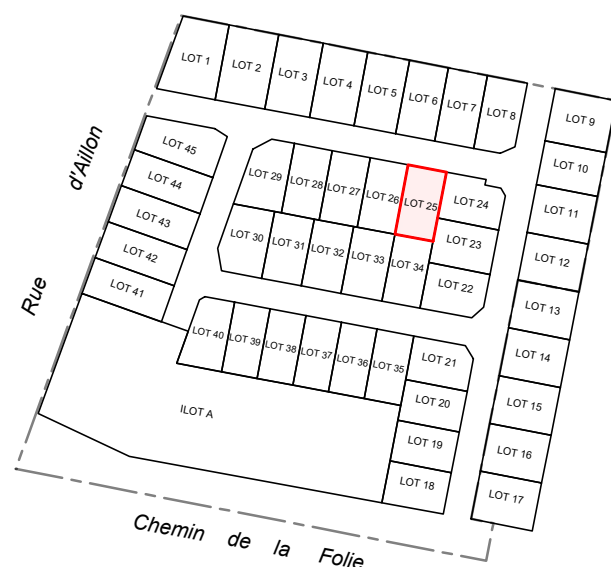 LOT 1
LOT 2
LOT 3
LOT 4
LOT 5
LOT 6
LOT 7
LOT 8
LOT 9
LOT 10
LOT 11
LOT 12
LOT 13
LOT 14
LOT 15
LOT 16
LOT 17
LOT 45
LOT 44
LOT 43
LOT 42
LOT 41
LOT 29
LOT 28
LOT 27
LOT 26
LOT 25
LOT 24
LOT 23
LOT 22
LOT 30
LOT 31
LOT 32
LOT 33
LOT 34
LOT 40
LOT 39
LOT 38
LOT 37
LOT 36
LOT 35
LOT 21
LOT 20
LOT 19
LOT 18
ILOT A
Rue d'Aillon
Chemin de la Folie